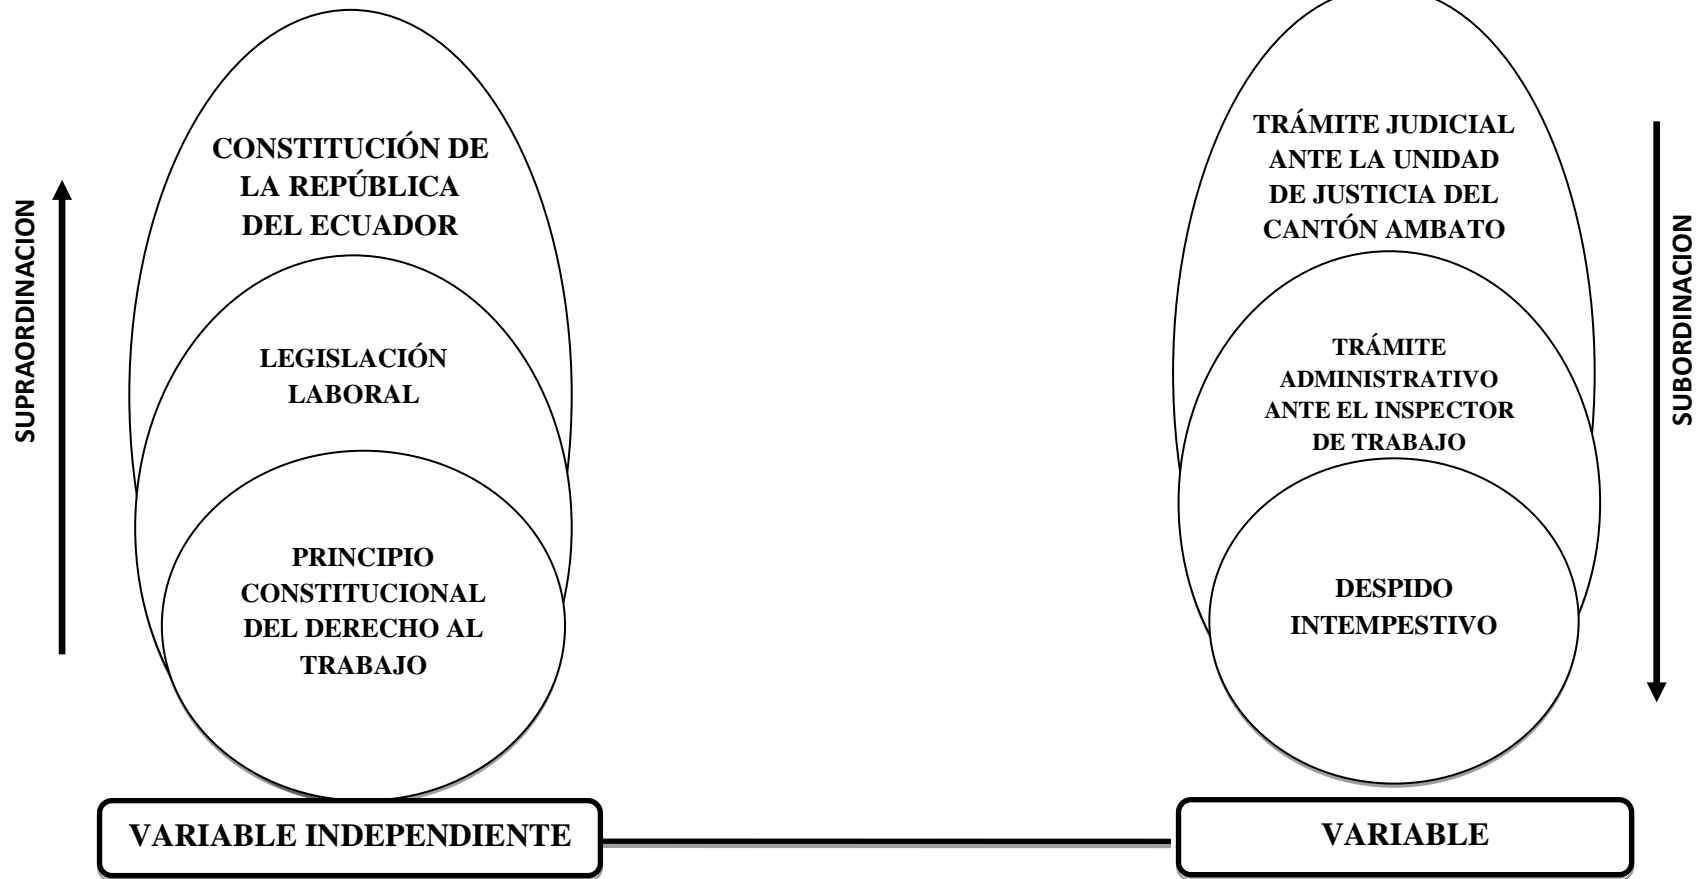 SUPRAORDINACION
CONSTITUCIÓN DE
LA REPÚBLICA
DEL ECUADOR
LEGISLACIÓN
LABORAL
PRINCIPIO
CONSTITUCIONAL
DEL DERECHO AL
TRABAJO
VARIABLE INDEPENDIENTE
TRÁMITE JUDICIAL
ANTE LA UNIDAD
DE JUSTICIA DEL
CANTÓN AMBATO
TRÁMITE
ADMINISTRATIVO
ANTE EL INSPECTOR
DE TRABAJO
DESPIDO
INTEMPESTIVO
VARIABLE
SUBORDINACION